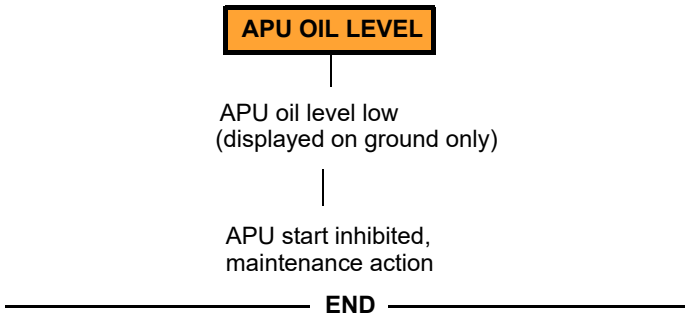 APU OIL LEVEL
APU oil level low
(displayed on ground only)
APU start inhibited,
maintenance action
END